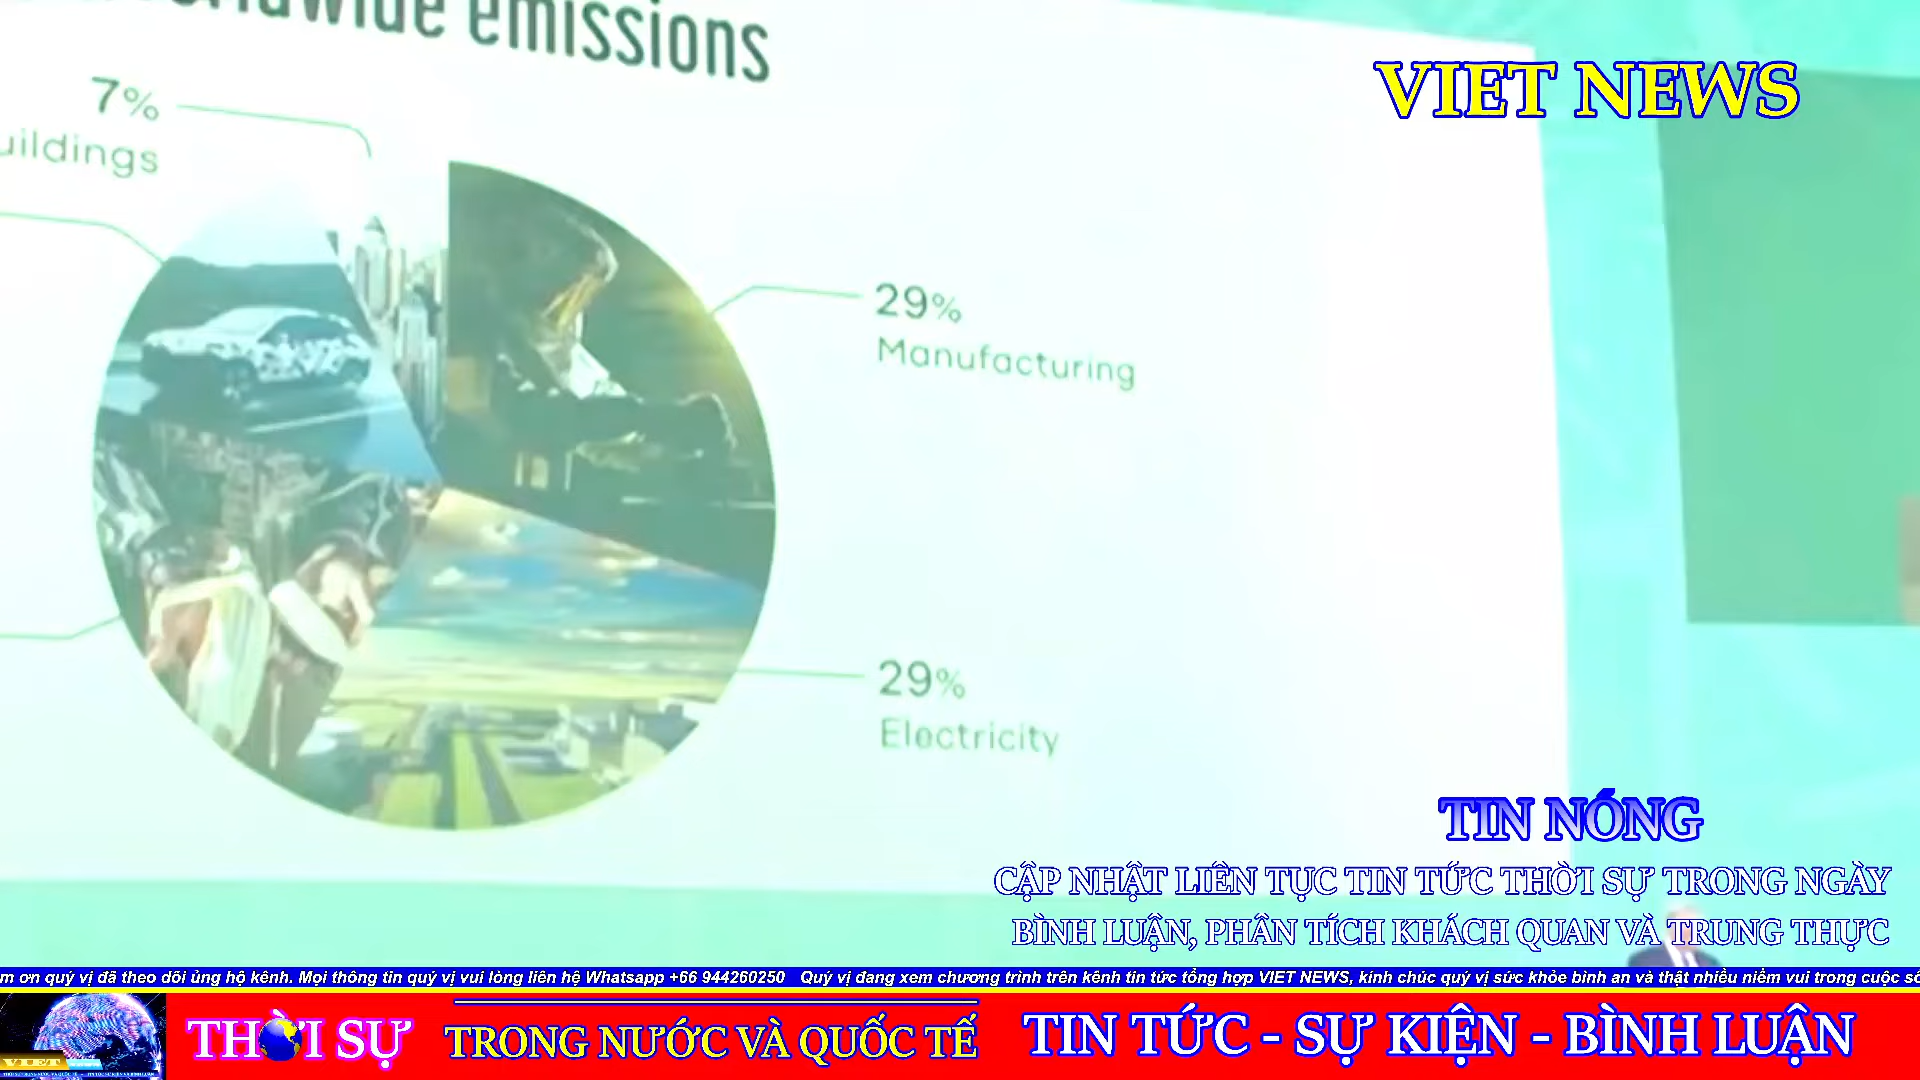 emissions
7%
29%
Manufacturing
29%
Electricity
VIET NEWS
TIN NÓNG
CẬP NHẬT LIÊN TỤC TIN TỨC THỜI SỰ TRONG NGÀY
BÌNH LUẬN, PHÂN TÍCH KHÁCH QUAN VÀ TRUNG THỰC
ơn quý vị đã theo dõi ủng hộ kênh. Mọi thông tin quý vị vui lòng liên hệ Whatsapp +66 944260250 Quý vị đang xem chương trình trên kênh tin tức tổng hợp VIET NEWS, kính chúc quý vị sức khỏe bình an và thật nhiều niềm vui trong cuộc
THỜI SỰ
TRONG NƯỚC VÀ QUỐC TẾ
TIN TỨC - SỰ KIỆN - BÌNH LUẬN
VIET